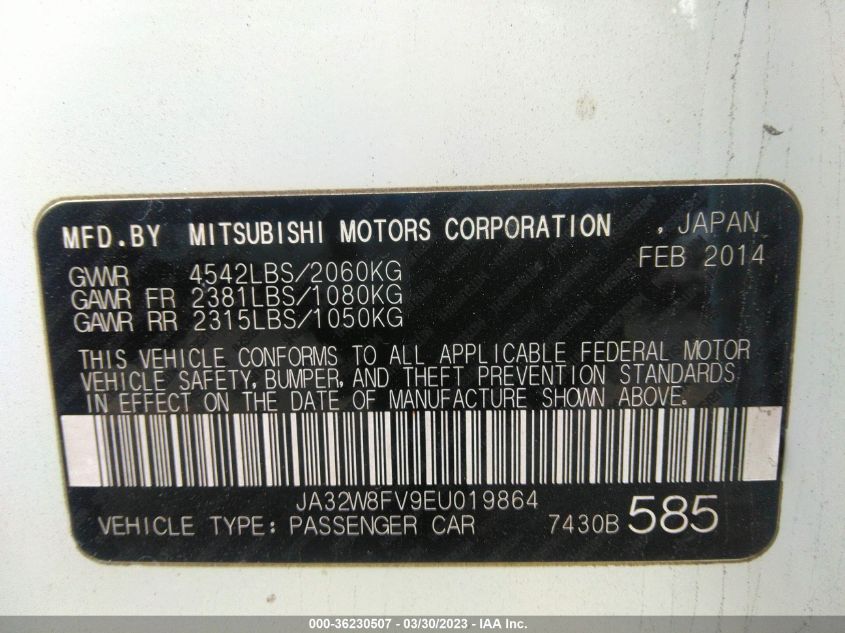 MFD.BY MITSUBISHI MOTORS CORPORATION , JAPAN
FEB 2014
GVWR 4542LBS/2060KG
GAWR FR 2381LBS/1080KG
GAWR RR 2315LBS/1050KG
THIS VEHICLE CONFORMS TO ALL APPLICABLE FEDERAL MOTOR
VEHICLE SAFETY, BUMPER, AND THEFT PREVENTION STANDARDS
IN EFFECT ON THE DATE OF MANUFACTURE SHOWN ABOVE.
JA32W8FV9EU019864
VEHICLE TYPE: PASSENGER CAR 7430B 585
000-36230507 - 03/30/2023 - IAA Inc.